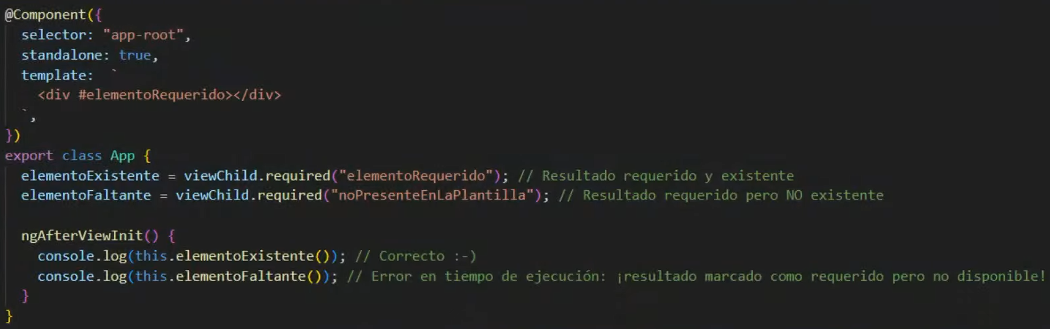 @Component({
  selector: "app-root",
  standalone: true,
  template:  `
    <div #elementoRequerido></div>
  `,
})
export class App {
  elementoExistente = viewChild.required("elementoRequerido"); // Resultado requerido y existente
  elementoFaltante = viewChild.required("noPresenteEnLaPlantilla"); // Resultado requerido pero NO existente

  ngAfterViewInit() {
    console.log(this.elementoExistente()); // Correcto :-)
    console.log(this.elementoFaltante()); // Error en tiempo de ejecución: ¡resultado marcado como requerido pero no disponible!
  }
}